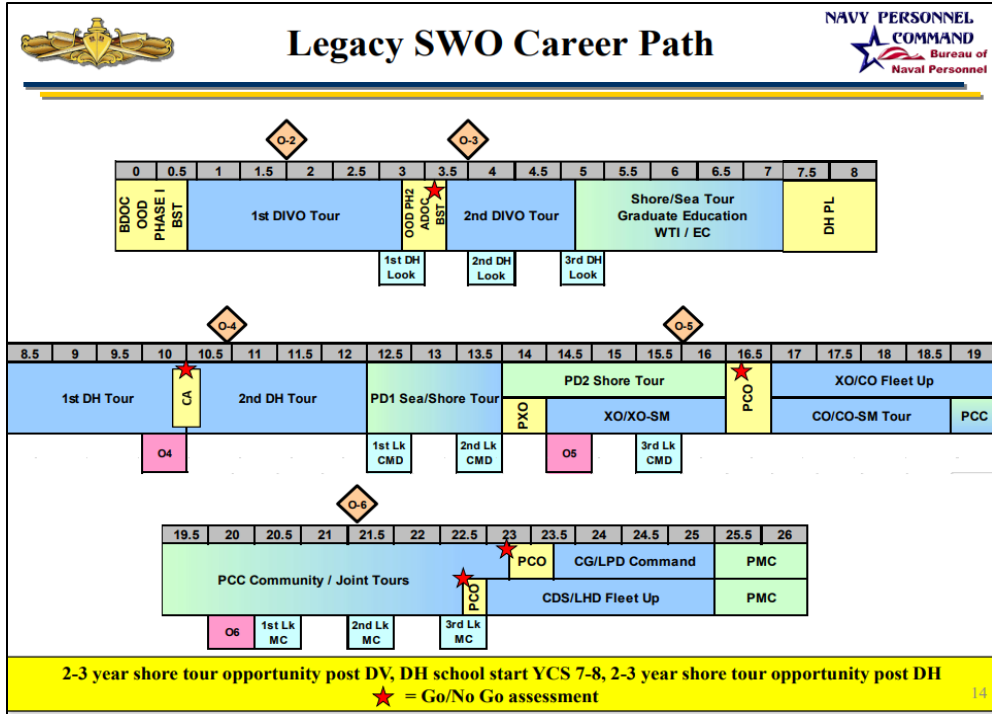 Legacy SWO Career Path
NAVY PERSONNEL
COMMAND
Bureau of
Naval Personnel
O-2
O-3
0 0.5 1 1.5 2 2.5 3 3.5 4 4.5 5 5.5 6 6.5 7 7.5 8
BDOC
OOD
PHASE I
BST
1st DIVO Tour
OOD PH2
ADOC
BST
2nd DIVO Tour
Shore/Sea Tour
Graduate Education
WTI / EC
DH PL
1st DH
Look
2nd DH
Look
3rd DH
Look
O-4
O-5
8.5 9 9.5 10 10.5 11 11.5 12 12.5 13 13.5 14 14.5 15 15.5 16 16.5 17 17.5 18 18.5 19
1st DH Tour
CA
2nd DH Tour
PD1 Sea/Shore Tour
PD2 Shore Tour
PXO
XO/XO-SM
PCO
XO/CO Fleet Up
CO/CO-SM Tour
PCC
O4
1st Lk
CMD
2nd Lk
CMD
O5
3rd Lk
CMD
O-6
19.5 20 20.5 21 21.5 22 22.5 23 23.5 24 24.5 25 25.5 26
PCC Community / Joint Tours
PCO
CG/LPD Command
PMC
PCO
CDS/LHD Fleet Up
PMC
O6
1st Lk
MC
2nd Lk
MC
3rd Lk
MC
2-3 year shore tour opportunity post DV, DH school start YCS 7-8, 2-3 year shore tour opportunity post DH
= Go/No Go assessment
14